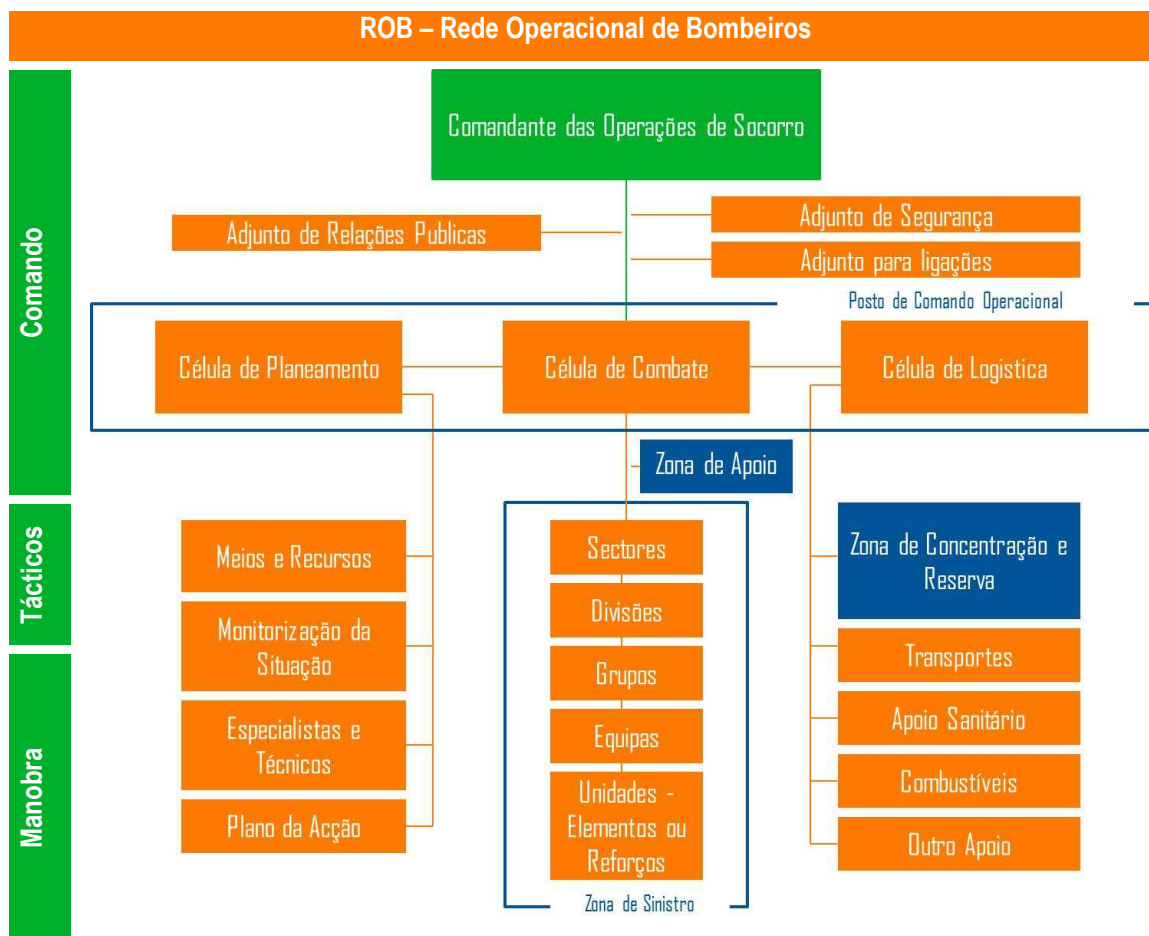 ROB – Rede Operacional de Bombeiros
Comando
Tácticos
Manobra
Comandante das Operações de Socorro
Adjunto de Relações Publicas
Adjunto de Segurança
Adjunto para ligações
Posto de Comando Operacional
Célula de Planeamento
Célula de Combate
Célula de Logistica
Zona de Apoio
Meios e Recursos
Monitorização da
Situação
Especialistas e
Técnicos
Plano da Acção
Sectores
Divisões
Grupos
Equipas
Unidades -
Elementos ou
Reforços
Zona de Sinistro
Zona de Concentração e
Reserva
Transportes
Apoio Sanitário
Combustíveis
Outro Apoio